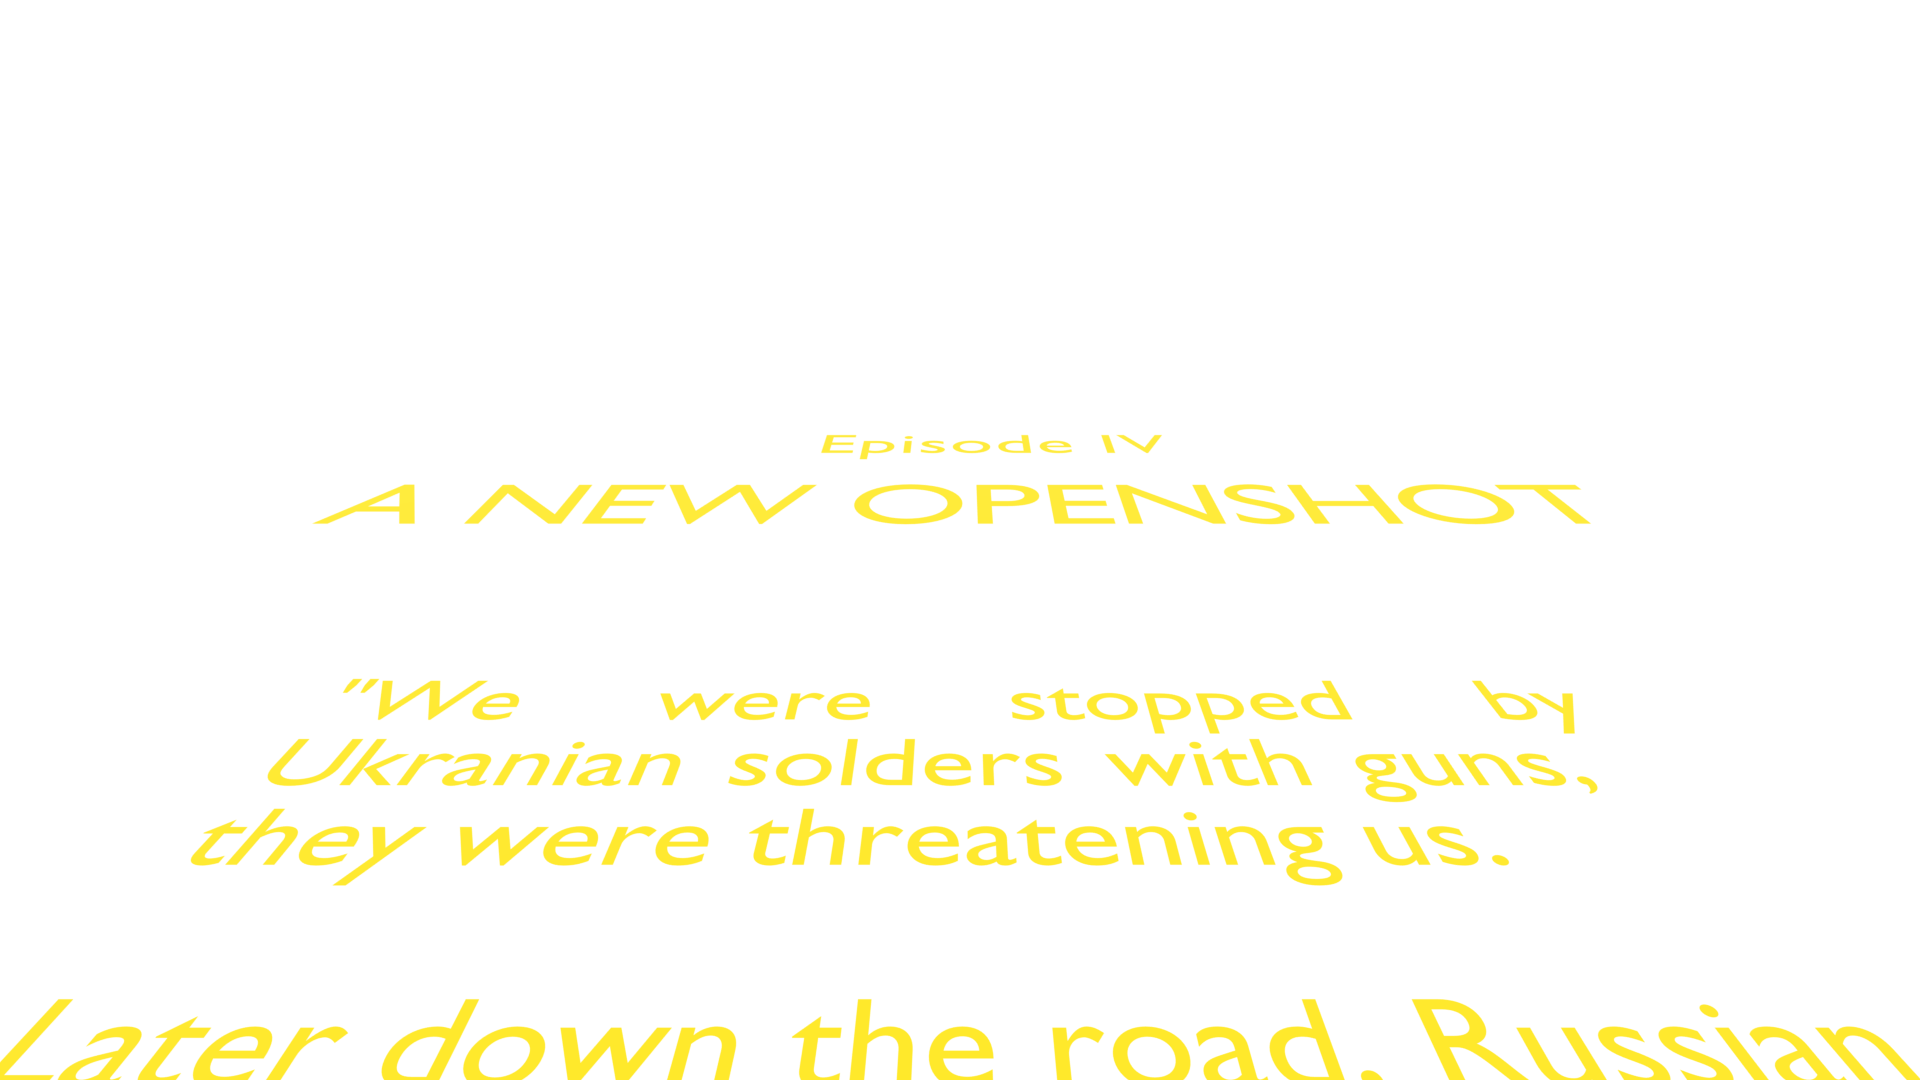 Episode IV
A NEW OPENSHOT
"We were stopped by
Ukranian solders with guns,
they were threatening us.
Later down the road, Russian